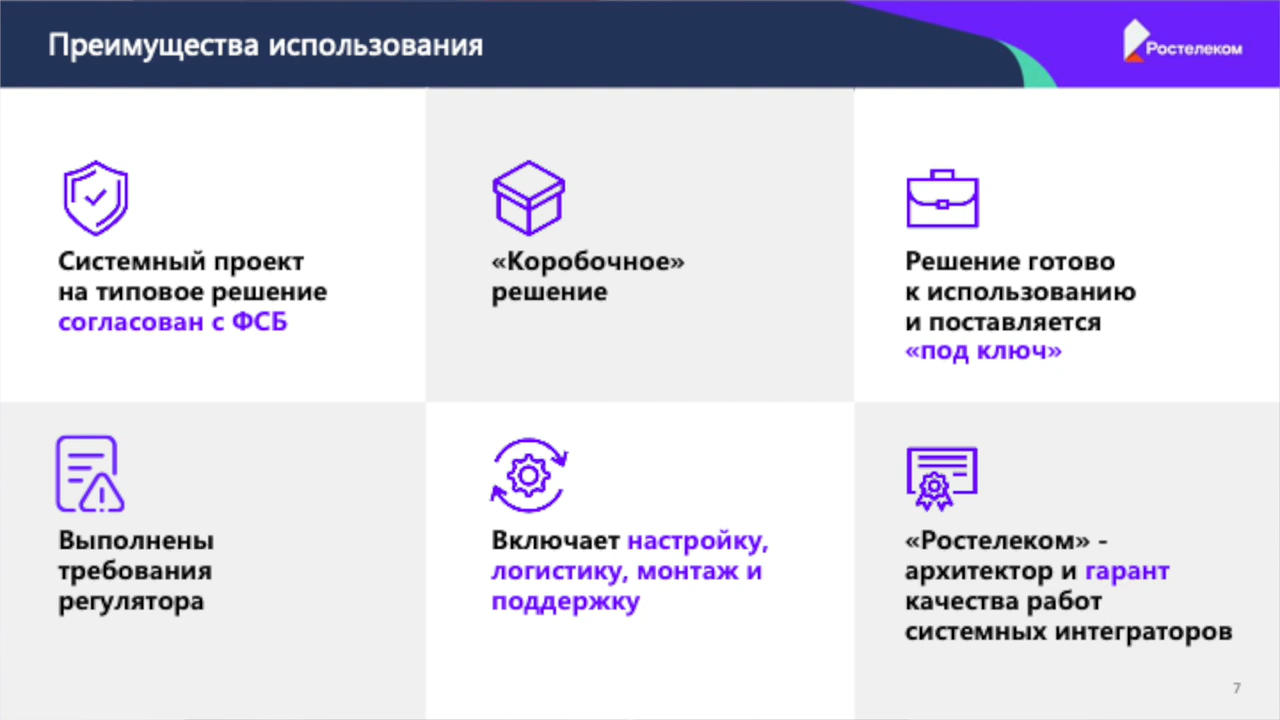 Преимущества использования
Ростелеком
Системный проект
на типовое решение
согласован с ФСБ
«Коробочное»
решение
Решение готово
к использованию
и поставляется
«под ключ»
Выполнены
требования
регулятора
Включает настройку,
логистику, монтаж и
поддержку
«Ростелеком» -
архитектор и гарант
качества работ
системных интеграторов
7